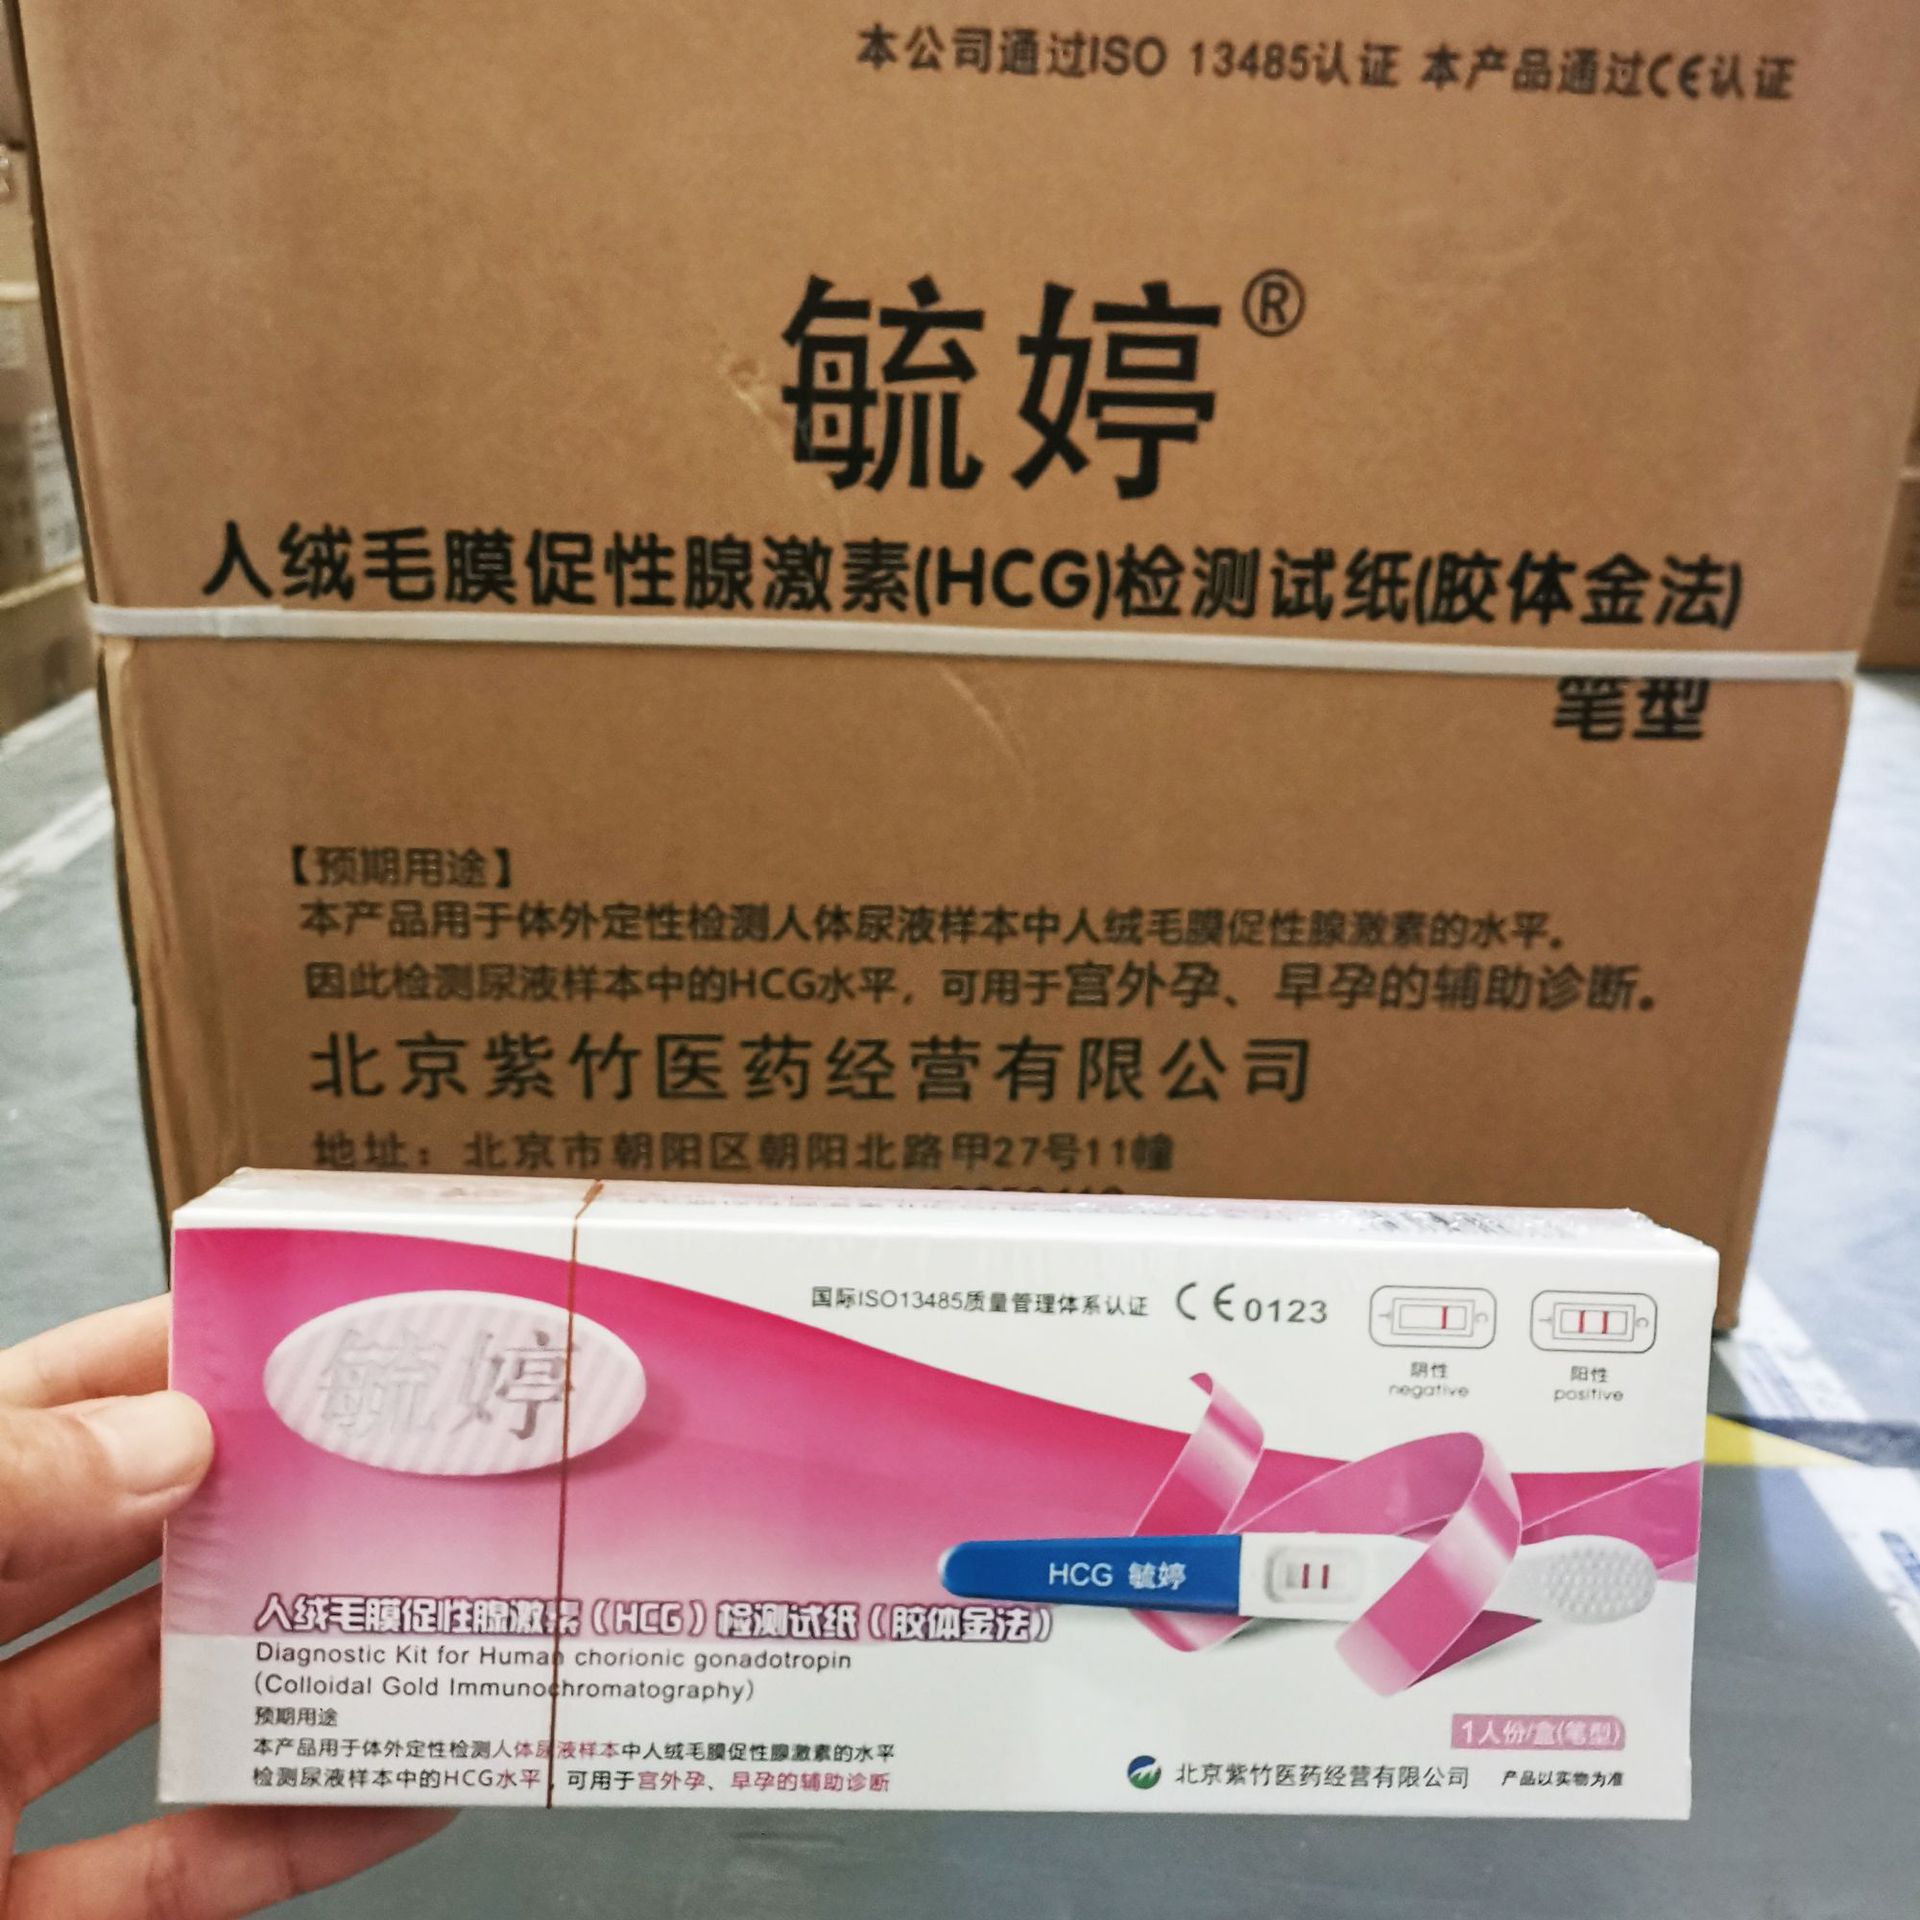 本公司通过ISO 13485认证 本产品通过CE认证
毓婷®
人绒毛膜促性腺激素(HCG)检测试纸(胶体金法)
笔型
【预期用途】
本产品用于体外定性检测人体尿液样本中人绒毛膜促性腺激素的水平。
因此检测尿液样本中的HCG水平，可用于宫外孕、早孕的辅助诊断。
北京紫竹医药经营有限公司
地址：北京市朝阳区朝阳北路甲27号11幢
国际ISO13485质量管理体系认证 CE0123
阴性
negative
阳性
positive
毓婷
HCG 毓婷
人绒毛膜促性腺激素（HCG）检测试纸（胶体金法）
Diagnostic Kit for Human chorionic gonadotropin
(Colloidal Gold Immunochromatography)
预期用途
本产品用于体外定性检测人体尿液样本中人绒毛膜促性腺激素的水平
检测尿液样本中的HCG水平，可用于宫外孕、早孕的辅助诊断
1人份/盒(笔型)
北京紫竹医药经营有限公司 产品以实物为准